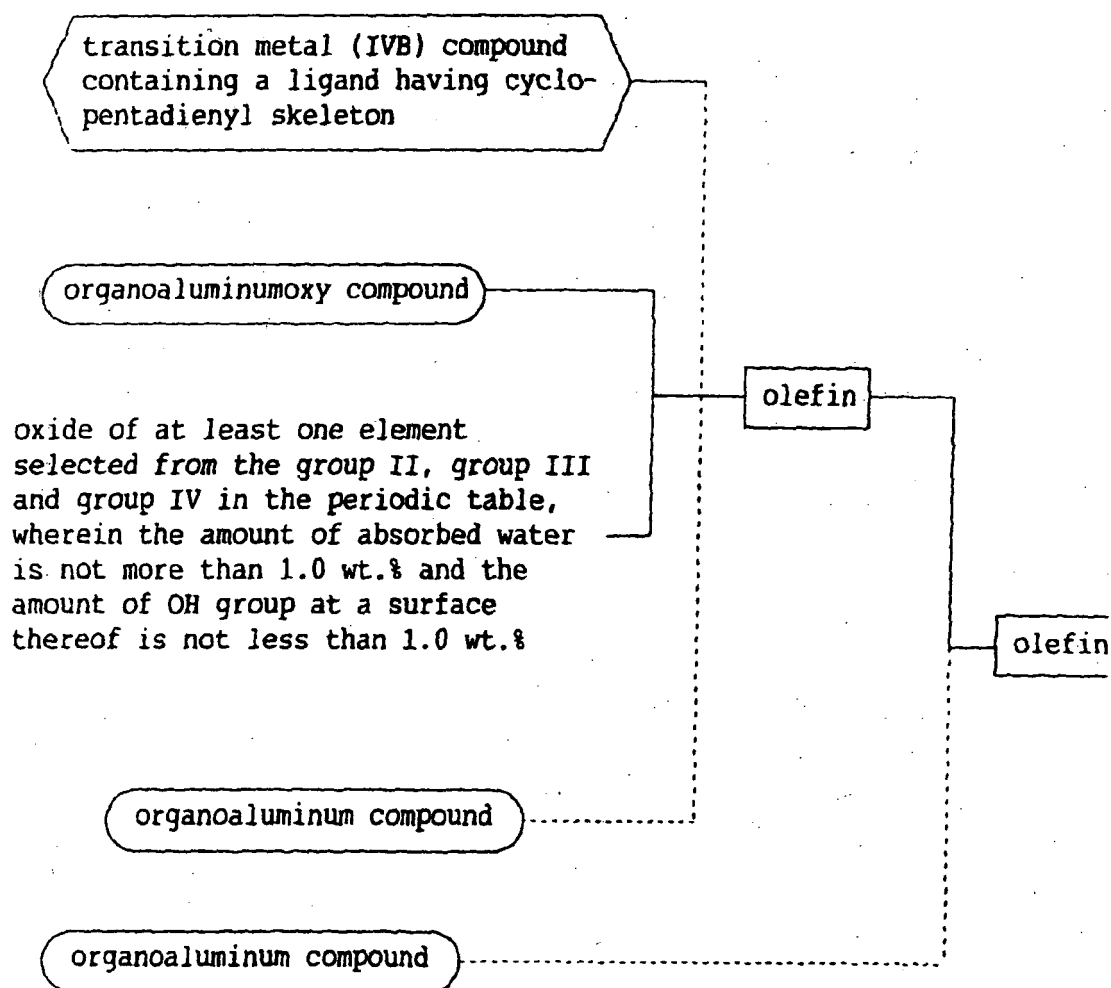 transition metal (IVB) compound
containing a ligand having cyclo-
pentadienyl skeleton
organoaluminumoxy compound
olefin
oxide of at least one element
selected from the group II, group III
and group IV in the periodic table,
wherein the amount of absorbed water
is not more than 1.0 wt.% and the
amount of OH group at a surface
thereof is not less than 1.0 wt.%
olefin
organoaluminum compound
organoaluminum compound